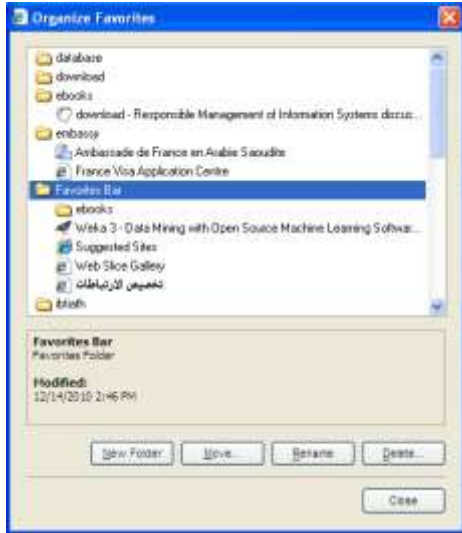 Organize Favorites
database
download
ebooks
download - Responsible Management of Information Systems discus...
embassy
Ambassade de France en Arabie Saoudite
France Visa Application Centre
Favorites Bar
ebooks
Weka 3 - Data Mining with Open Source Machine Learning Softwar...
Suggested Sites
Web Slice Gallery
تخصيص الارتباطات
Favorites Bar
Favorites Folder
Modified:
12/14/2010 2:46 PM
New Folder
Move...
Rename
Delete...
Close